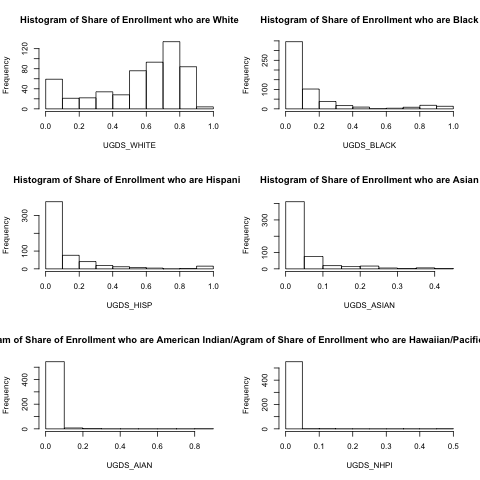 Histogram of Share of Enrollment who are White
Frequency
0 40 80 120
0.0 0.2 0.4 0.6 0.8 1.0
UGDS_WHITE
Histogram of Share of Enrollment who are Black
Frequency
0 100 250
0.0 0.2 0.4 0.6 0.8 1.0
UGDS_BLACK
Histogram of Share of Enrollment who are Hispani
Frequency
0 100 300
0.0 0.2 0.4 0.6 0.8 1.0
UGDS_HISP
Histogram of Share of Enrollment who are Asian
Frequency
0 100 300
0.0 0.1 0.2 0.3 0.4
UGDS_ASIAN
am of Share of Enrollment who are American Indian/A
Frequency
0 200 400
0.0 0.2 0.4 0.6 0.8
UGDS_AIAN
gram of Share of Enrollment who are Hawaiian/Pacific
Frequency
0 200 400
0.0 0.1 0.2 0.3 0.4 0.5
UGDS_NHPI